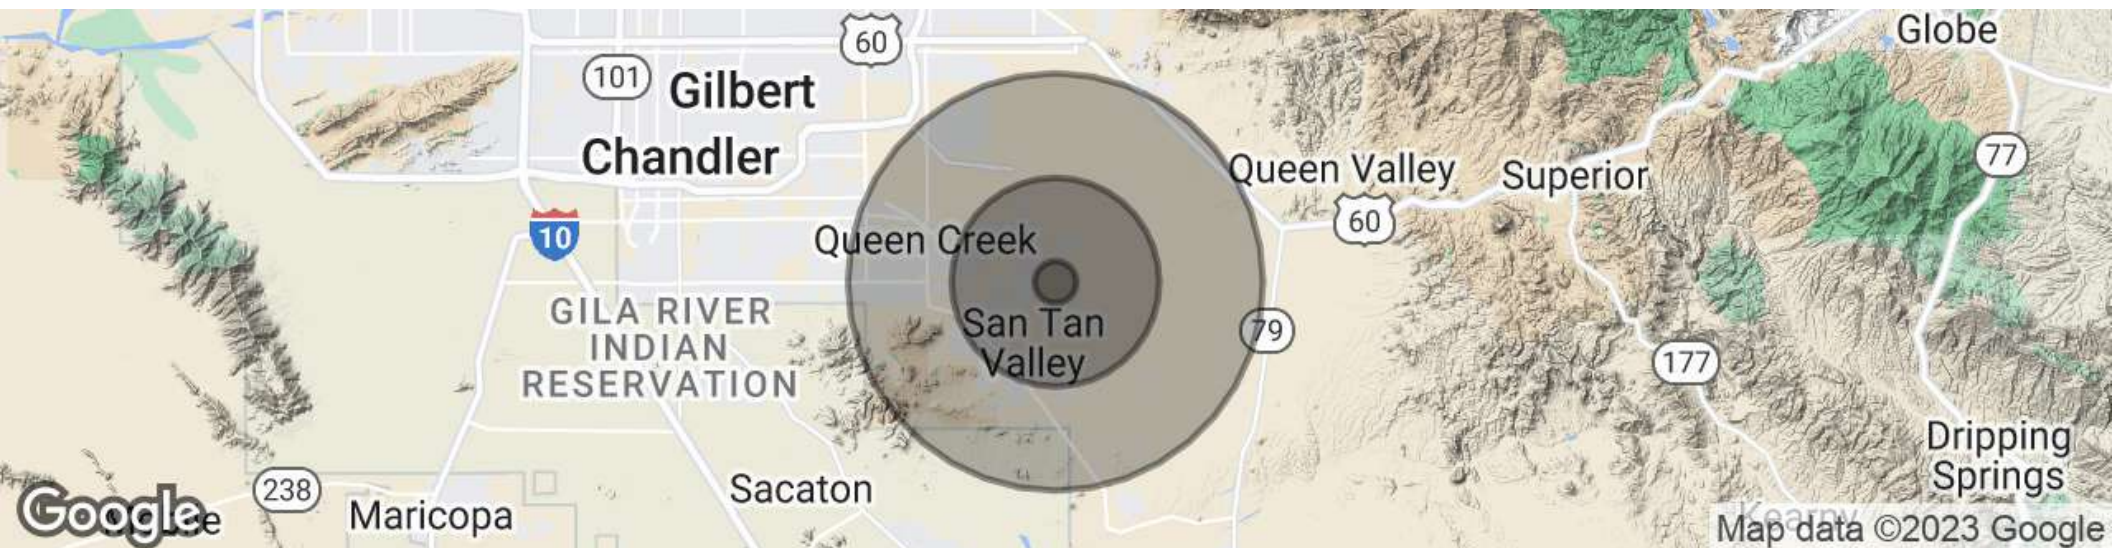 Globe
60
101
Gilbert
Chandler
77
Queen Valley
Superior
60
10
Queen Creek
GILA RIVER
INDIAN
RESERVATION
San Tan
Valley
79
177
Dripping
Springs
238
Sacaton
Maricopa
Google
Kearny
Map data ©2023 Google